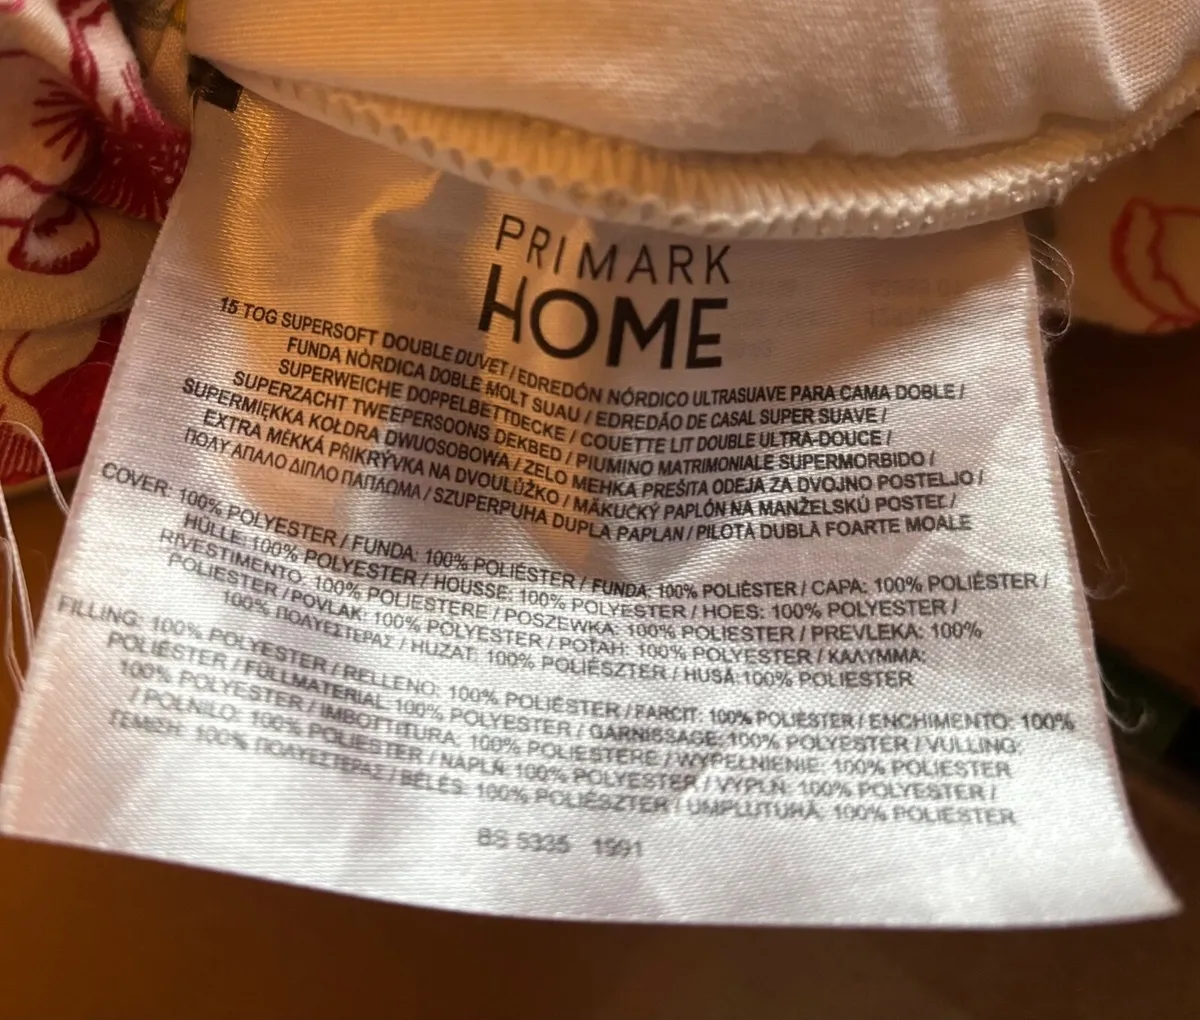 PRIMARK
HOME
15 TOG SUPERSOFT DOUBLE DUVET / EDREDÓN NÓRDICO ULTRASUAVE PARA CAMA DOBLE /
FUNDA NÒRDICA DOBLE MOLT SUAU / EDREDÃO DE CASAL SUPER SUAVE /
SUPERWEICHE DOPPELBETTDECKE / COUETTE LIT DOUBLE ULTRA-DOUCE /
SUPERZACHT TWEEPERSOONS DEKBED / PIUMINO MATRIMONIALE SUPERMORBIDO /
SUPERMIĘKKA KOŁDRA DWUOSOBOWA / ZELO MEHKA PREŠITA ODEJA ZA DVOJNO POSTELJO /
EXTRA MĚKKÁ PŘIKRÝVKA NA DVOULŮŽKO / MÄKUČKÝ PAPLÓN NA MANŽELSKÚ POSTEĽ /
ΠΟΛΥ ΑΠΑΛΟ ΔΙΠΛΟ ΠΑΠΛΩΜΑ / SZUPERPUHA DUPLA PAPLAN / PILOTĂ DUBLĂ FOARTE MOALE
COVER: 100% POLYESTER / FUNDA: 100% POLIÉSTER / FUNDA: 100% POLIÈSTER / CAPA: 100% POLIÉSTER /
HÜLLE: 100% POLYESTER / HOUSSE: 100% POLYESTER / HOES: 100% POLYESTER /
RIVESTIMENTO: 100% POLIESTERE / POSZEWKA: 100% POLIESTER / PREVLEKA: 100%
POLIESTER / POVLAK: 100% POLYESTER / POŤAH: 100% POLYESTER / ΚΑΛΥΜΜΑ:
100% ΠΟΛΥΕΣΤΕΡΑΣ / HUZAT: 100% POLIÉSZTER / HUSĂ: 100% POLIESTER
FILLING: 100% POLYESTER / RELLENO: 100% POLIÉSTER / FARCIT: 100% POLIÈSTER / ENCHIMENTO: 100%
POLIÉSTER / FÜLLMATERIAL: 100% POLYESTER / GARNISSAGE: 100% POLYESTER / VULLING:
100% POLYESTER / IMBOTTITURA: 100% POLIESTERE / WYPEŁNIENIE: 100% POLIESTER
/ POLNILO: 100% POLIESTER / NÁPLŇ: 100% POLYESTER / VÝPLŇ: 100% POLYESTER /
ΓΕΜΙΣΗ: 100% ΠΟΛΥΕΣΤΕΡΑΣ / BÉLÉS: 100% POLIÉSZTER / UMPLUTURĂ: 100% POLIESTER
BS 5335 1991